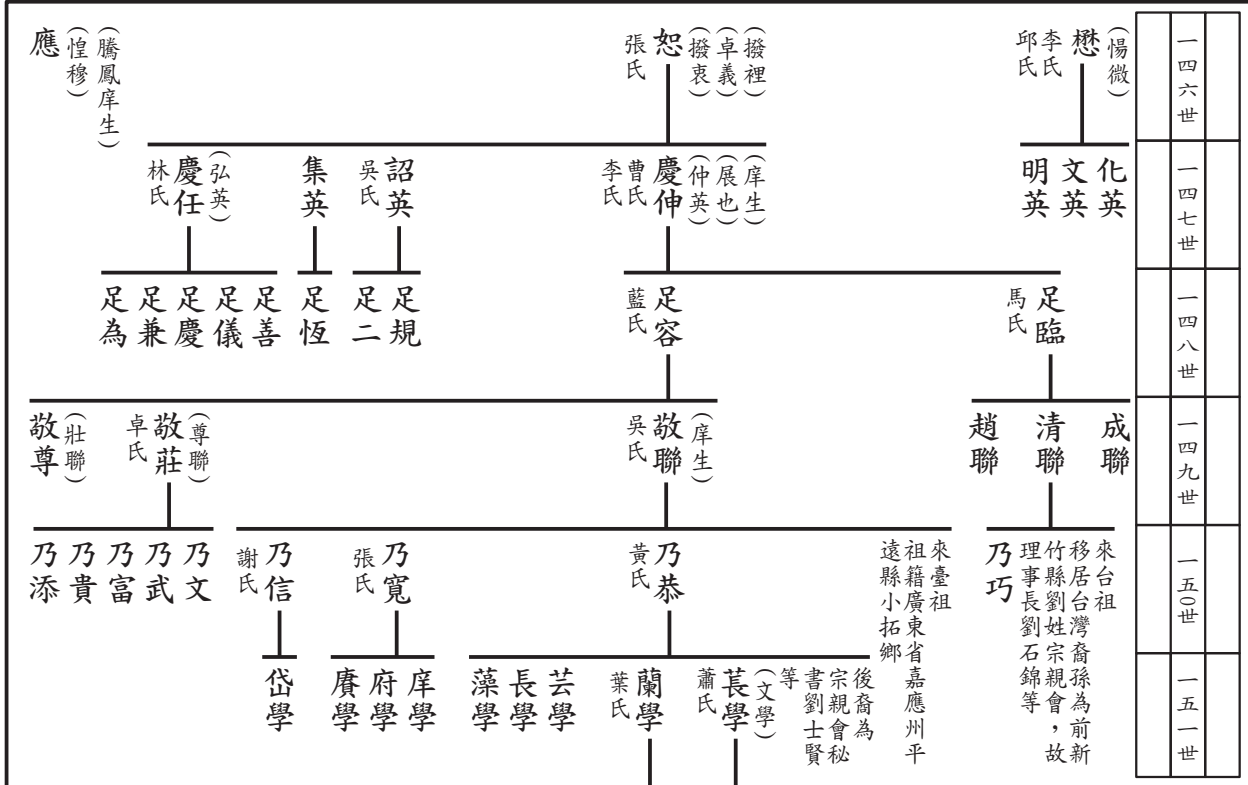 一四六世
(愓微)
懋
李氏
邱氏
(撥裡)
(卓義)
(撥衷)
恕
張氏
(騰鳳庠生)
(惶穆)
應
一四七世
化英
文英
明英
(庠生)
(展也)
(仲英)
慶伸
曹氏
李氏
詔英
吳氏
集英
(弘英)
慶任
林氏
一四八世
足臨
馬氏
足容
藍氏
足規
足二
足恆
足善
足儀
足慶
足兼
足為
一四九世
成聯
清聯
趙聯
(庠生)
敬聯
吳氏
(尊聯)
敬莊
卓氏
(壯聯)
敬尊
一五0世
來台祖
移居台灣裔孫為前新
竹縣劉姓宗親會，故
理事長劉石錦等
乃巧
來臺祖
祖籍廣東省嘉應州平
遠縣小拓鄉
乃恭
黃氏
乃寬
張氏
乃信
謝氏
乃文
乃武
乃富
乃貴
乃添
一五一世
後裔為
宗親會秘
書劉士賢
等
(文學)
萇學
蕭氏
蘭學
葉氏
芸學
長學
藻學
庠學
府學
賡學
岱學